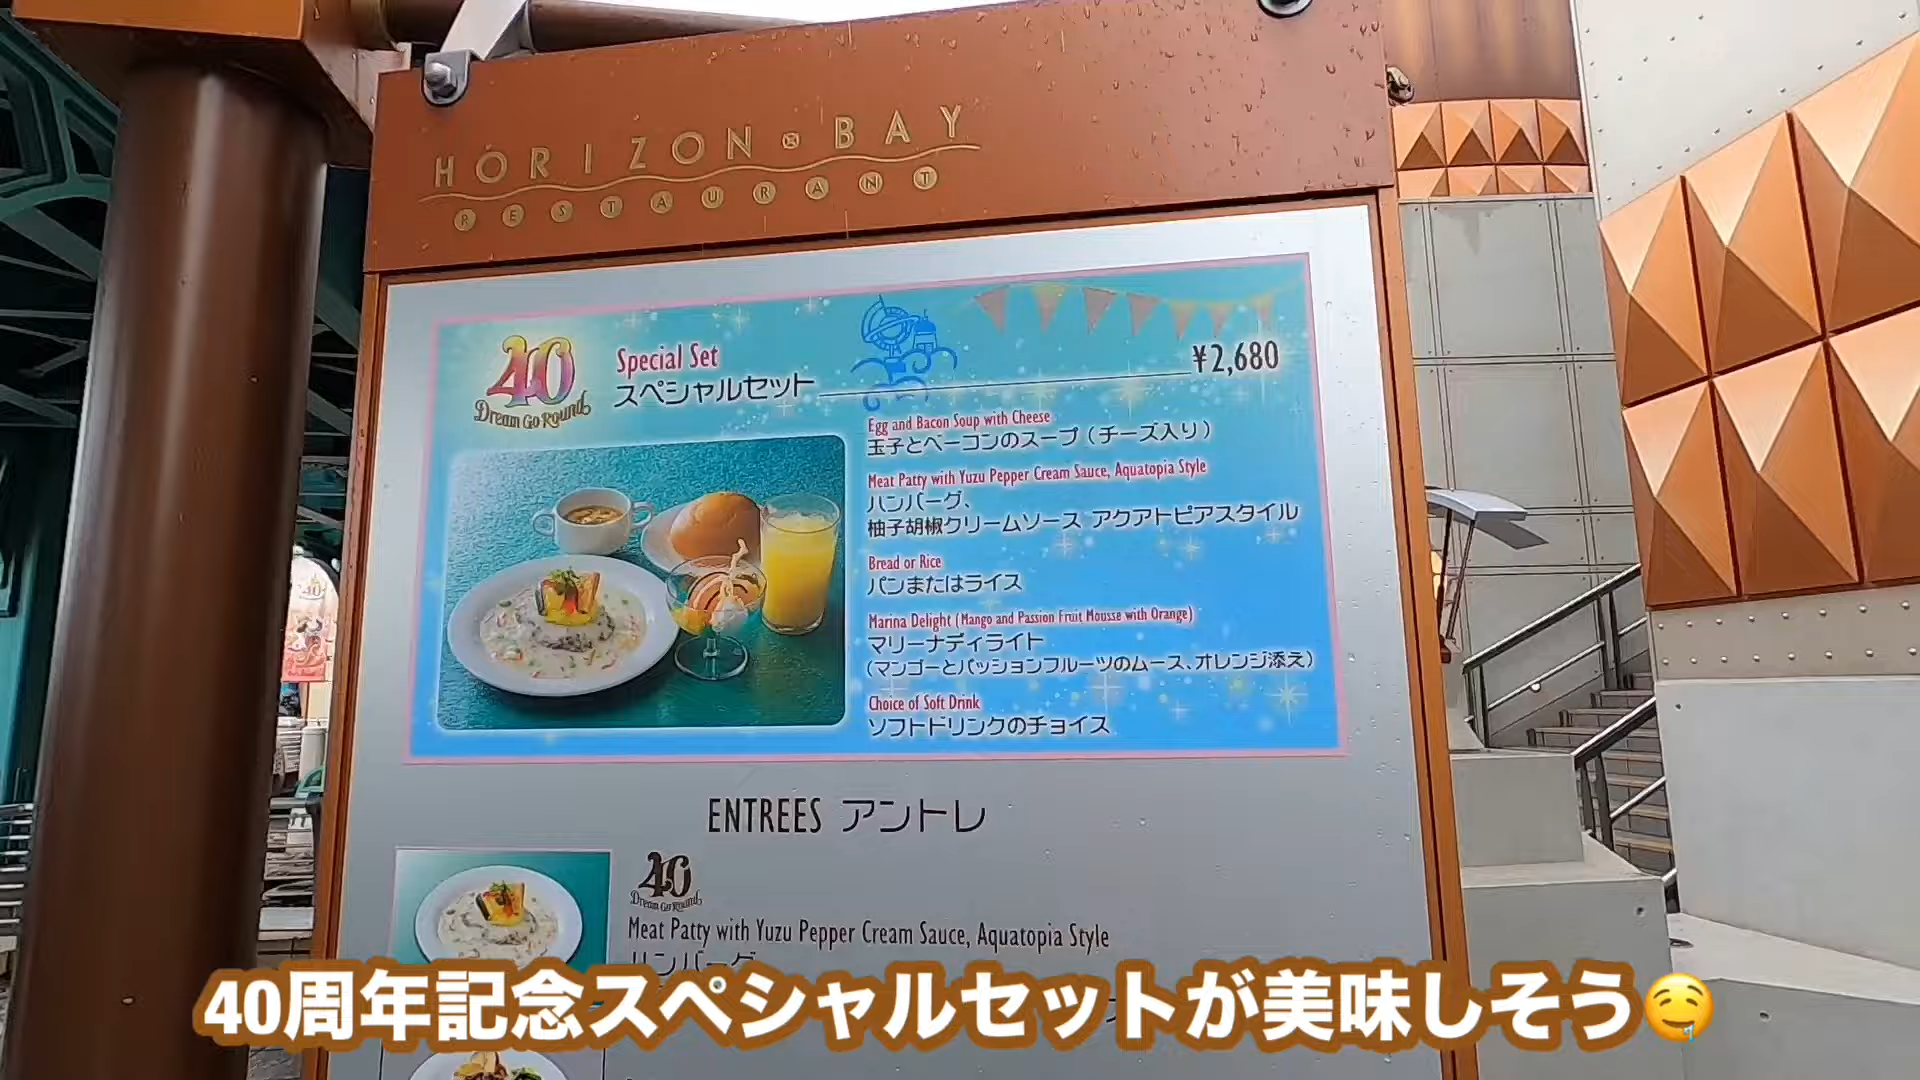 HORIZON BAY
RESTAURANT
40
Dream Go Round
Special Set
スペシャルセット
¥2,680
Egg and Bacon Soup with Cheese
玉子とベーコンのスープ（チーズ入り）
Meat Patty with Yuzu Pepper Cream Sauce, Aquatopia Style
ハンバーグ、
柚子胡椒クリームソース アクアトピアスタイル
Bread or Rice
パンまたはライス
Marina Delight (Mango and Passion Fruit Mousse with Orange)
マリーナディライト
（マンゴーとパッションフルーツのムース、オレンジ添え）
Choice of Soft Drink
ソフトドリンクのチョイス
ENTREES アントレ
40
Dream Go Round
Meat Patty with Yuzu Pepper Cream Sauce, Aquatopia Style
ハンバーグ
40周年記念スペシャルセットが美味しそう🤤